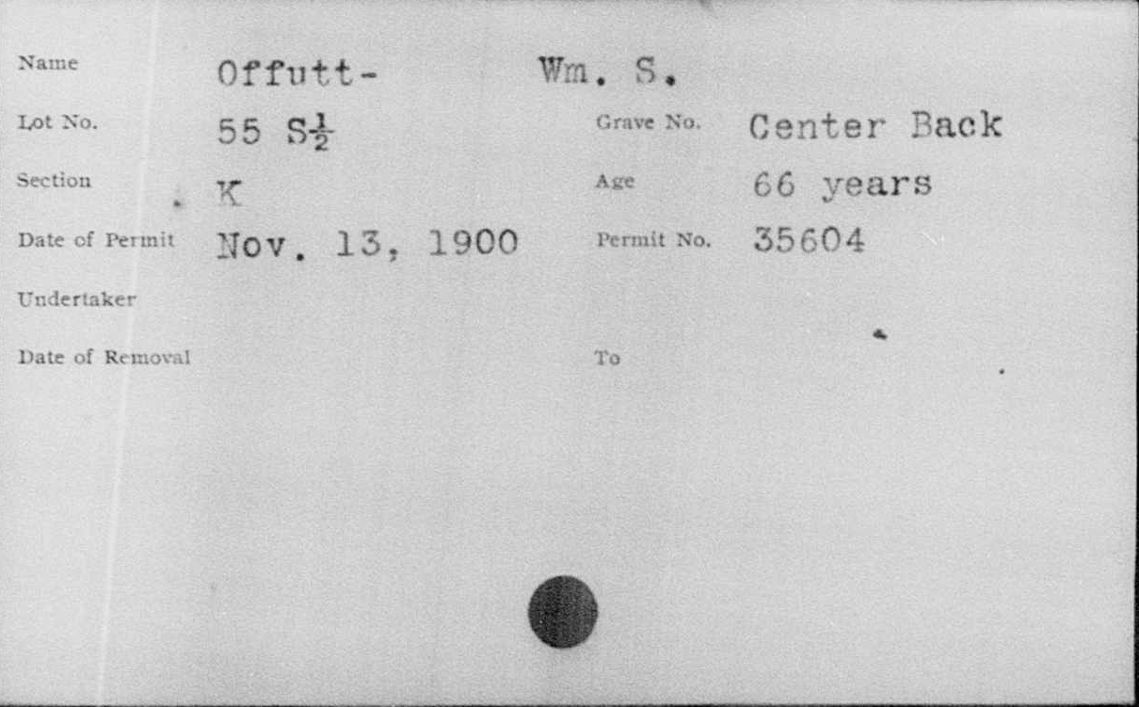 Name Offutt- Wm. S.
Lot No. 55 S½ Grave No. Center Back
Section K Age 66 years
Date of Permit Nov. 13, 1900 Permit No. 35604
Undertaker
Date of Removal To